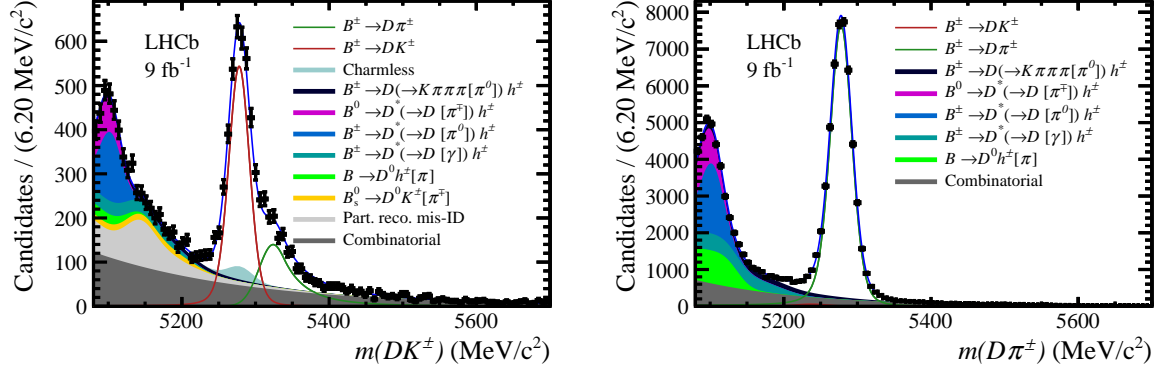 Candidates / (6.20 MeV/c²)
600
500
400
300
200
100
0
LHCb
9 fb⁻¹
B± → Dπ±
B± → DK±
Charmless
B± → D(→Kπππ[π⁰]) h±
B⁰ → D*(→D [π∓]) h±
B± → D*(→D [π⁰]) h±
B± → D*(→D [γ]) h±
B → D⁰h±[π]
B⁰ₛ → D⁰K±[π∓]
Part. reco. mis-ID
Combinatorial
5200 5400 5600
m(DK±) (MeV/c²)
Candidates / (6.20 MeV/c²)
8000
7000
6000
5000
4000
3000
2000
1000
0
LHCb
9 fb⁻¹
B± → DK±
B± → Dπ±
B± → D(→Kπππ[π⁰]) h±
B⁰ → D*(→D [π∓]) h±
B± → D*(→D [π⁰]) h±
B± → D*(→D [γ]) h±
B → D⁰h±[π]
Combinatorial
5200 5400 5600
m(Dπ±) (MeV/c²)